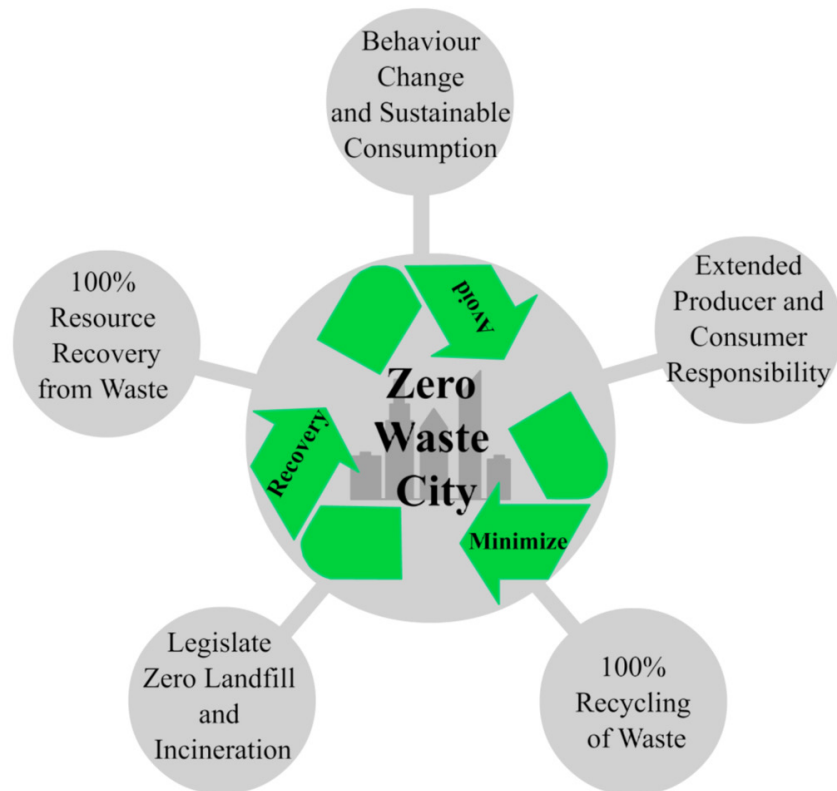 Behaviour
Change
and Sustainable
Consumption
Extended
Producer and
Consumer
Responsibility
100%
Resource
Recovery
from Waste
Avoid
Zero
Waste
City
Recovery
Minimize
Legislate
Zero Landfill
and
Incineration
100%
Recycling
of Waste